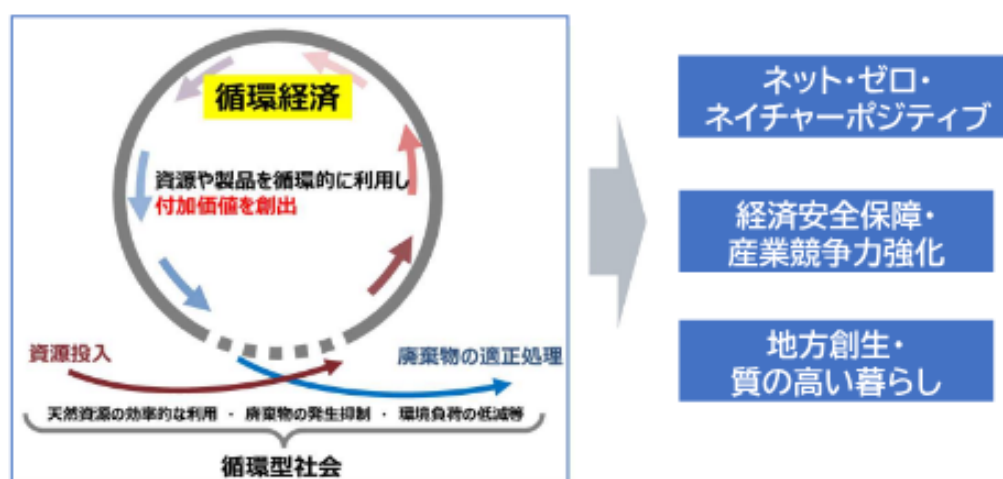 循環経済
資源や製品を循環的に利用し
付加価値を創出
資源投入
廃棄物の適正処理
天然資源の効率的な利用 ・ 廃棄物の発生抑制 ・ 環境負荷の低減等
循環型社会
ネット・ゼロ・
ネイチャーポジティブ
経済安全保障・
産業競争力強化
地方創生・
質の高い暮らし